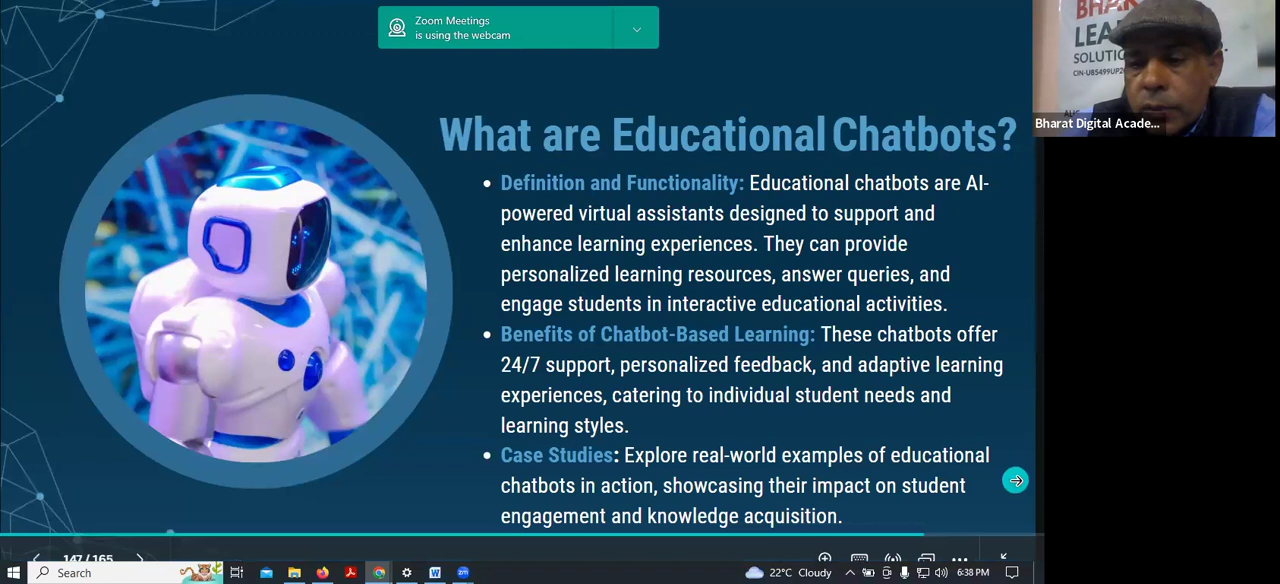 Zoom Meetings
is using the webcam
LEA
SOLUTIO
Bharat Digital Acade...
What are Educational Chatbots?
• Definition and Functionality: Educational chatbots are AI-
powered virtual assistants designed to support and
enhance learning experiences. They can provide
personalized learning resources, answer queries, and
engage students in interactive educational activities.
• Benefits of Chatbot-Based Learning: These chatbots offer
24/7 support, personalized feedback, and adaptive learning
experiences, catering to individual student needs and
learning styles.
• Case Studies: Explore real-world examples of educational
chatbots in action, showcasing their impact on student
engagement and knowledge acquisition.
147 / 165
Search
22°C Cloudy
6:38 PM